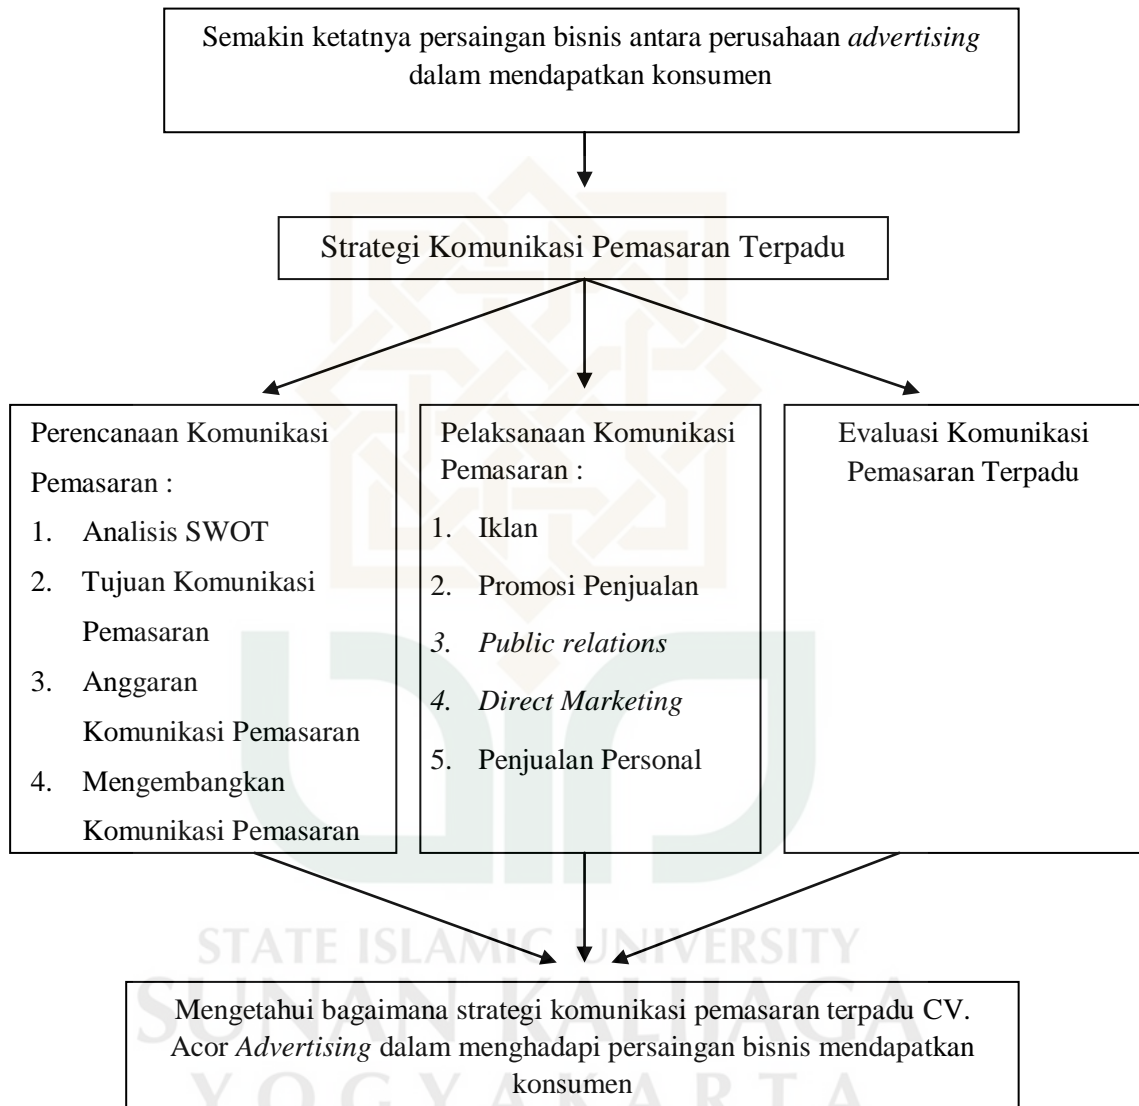 Semakin ketatnya persaingan bisnis antara perusahaan advertising
dalam mendapatkan konsumen
Strategi Komunikasi Pemasaran Terpadu
Perencanaan Komunikasi
Pemasaran :
1. Analisis SWOT
2. Tujuan Komunikasi
Pemasaran
3. Anggaran
Komunikasi Pemasaran
4. Mengembangkan
Komunikasi Pemasaran
Pelaksanaan Komunikasi
Pemasaran :
1. Iklan
2. Promosi Penjualan
3. Public relations
4. Direct Marketing
5. Penjualan Personal
Evaluasi Komunikasi
Pemasaran Terpadu
STATE ISLAMIC UNIVERSITY
SUNAN KALIJAGA
YOGYAKARTA
Mengetahui bagaimana strategi komunikasi pemasaran terpadu CV.
Acor Advertising dalam menghadapi persaingan bisnis mendapatkan
konsumen